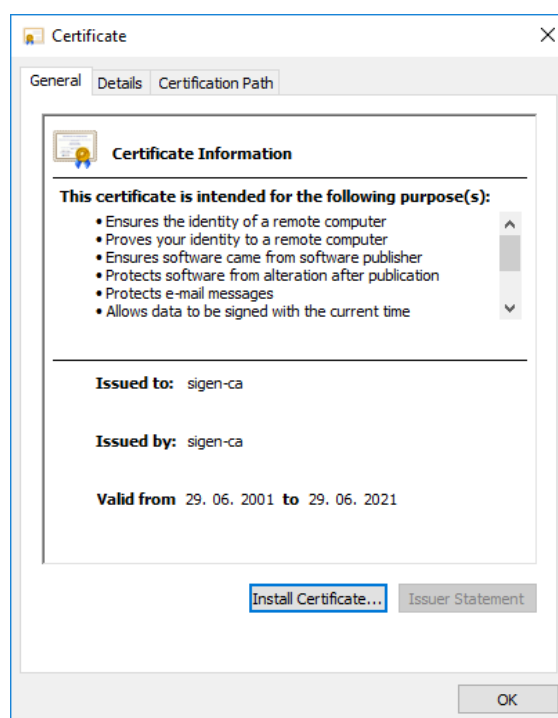 Certificate
General Details Certification Path
Certificate Information
This certificate is intended for the following purpose(s):
• Ensures the identity of a remote computer
• Proves your identity to a remote computer
• Ensures software came from software publisher
• Protects software from alteration after publication
• Protects e-mail messages
• Allows data to be signed with the current time
Issued to: sigen-ca
Issued by: sigen-ca
Valid from 29. 06. 2001 to 29. 06. 2021
Install Certificate... Issuer Statement
OK